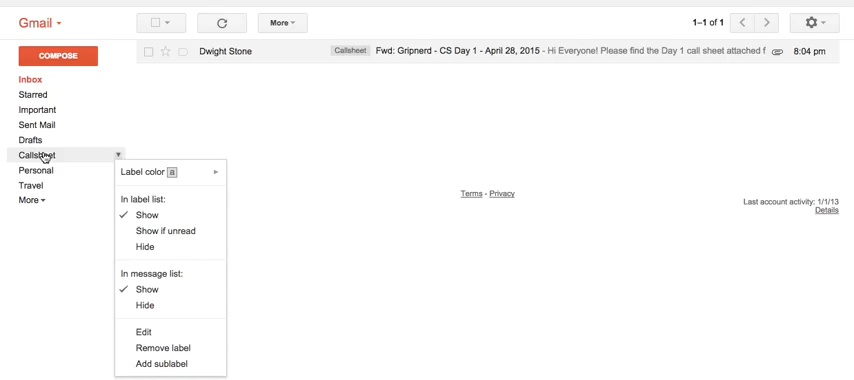 Gmail
More
1–1 of 1
COMPOSE
Dwight Stone Callsheet Fwd: Gripnerd - CS Day 1 - April 28, 2015 - Hi Everyone! Please find the Day 1 call sheet attached f 8:04 pm
Inbox
Starred
Important
Sent Mail
Drafts
Callsheet
Personal
Travel
More
Label color a
In label list:
Show
Show if unread
Hide
In message list:
Show
Hide
Edit
Remove label
Add sublabel
Terms - Privacy
Last account activity: 1/1/13
Details